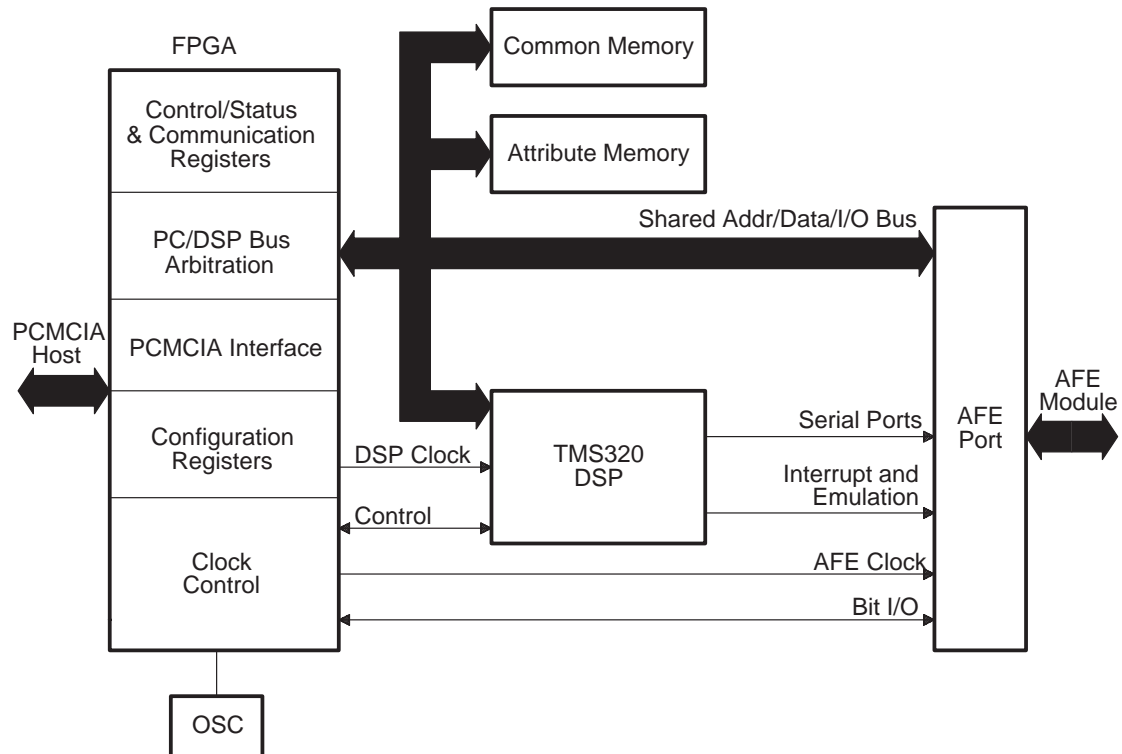 FPGA
Common Memory
Control/Status
& Communication
Registers
Attribute Memory
Shared Addr/Data/I/O Bus
PC/DSP Bus
Arbitration
PCMCIA
Host
PCMCIA Interface
AFE
Module
Configuration
Registers
DSP Clock
TMS320
DSP
Serial Ports
AFE
Port
Interrupt and
Emulation
Control
Clock
Control
AFE Clock
Bit I/O
OSC